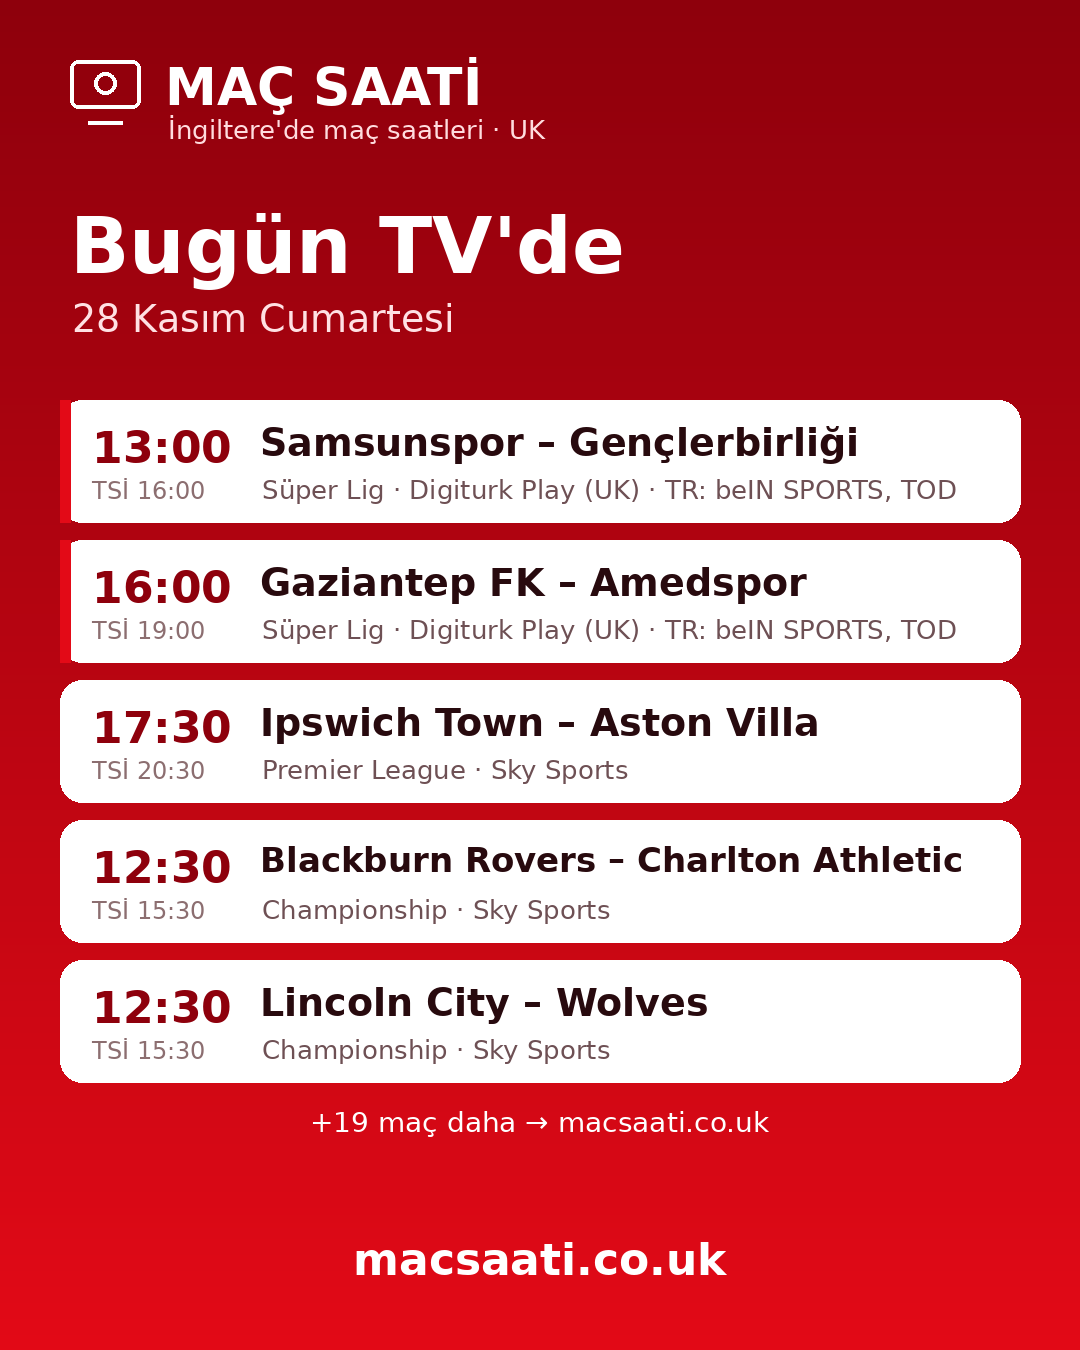 MAÇ SAATİ
İngiltere'de maç saatleri · UK
Bugün TV'de
28 Kasım Cumartesi
13:00 Samsunspor – Gençlerbirliği
TSİ 16:00 Süper Lig · Digiturk Play (UK) · TR: beIN SPORTS, TOD
16:00 Gaziantep FK – Amedspor
TSİ 19:00 Süper Lig · Digiturk Play (UK) · TR: beIN SPORTS, TOD
17:30 Ipswich Town – Aston Villa
TSİ 20:30 Premier League · Sky Sports
12:30 Blackburn Rovers – Charlton Athletic
TSİ 15:30 Championship · Sky Sports
12:30 Lincoln City – Wolves
TSİ 15:30 Championship · Sky Sports
+19 maç daha → macsaati.co.uk
macsaati.co.uk